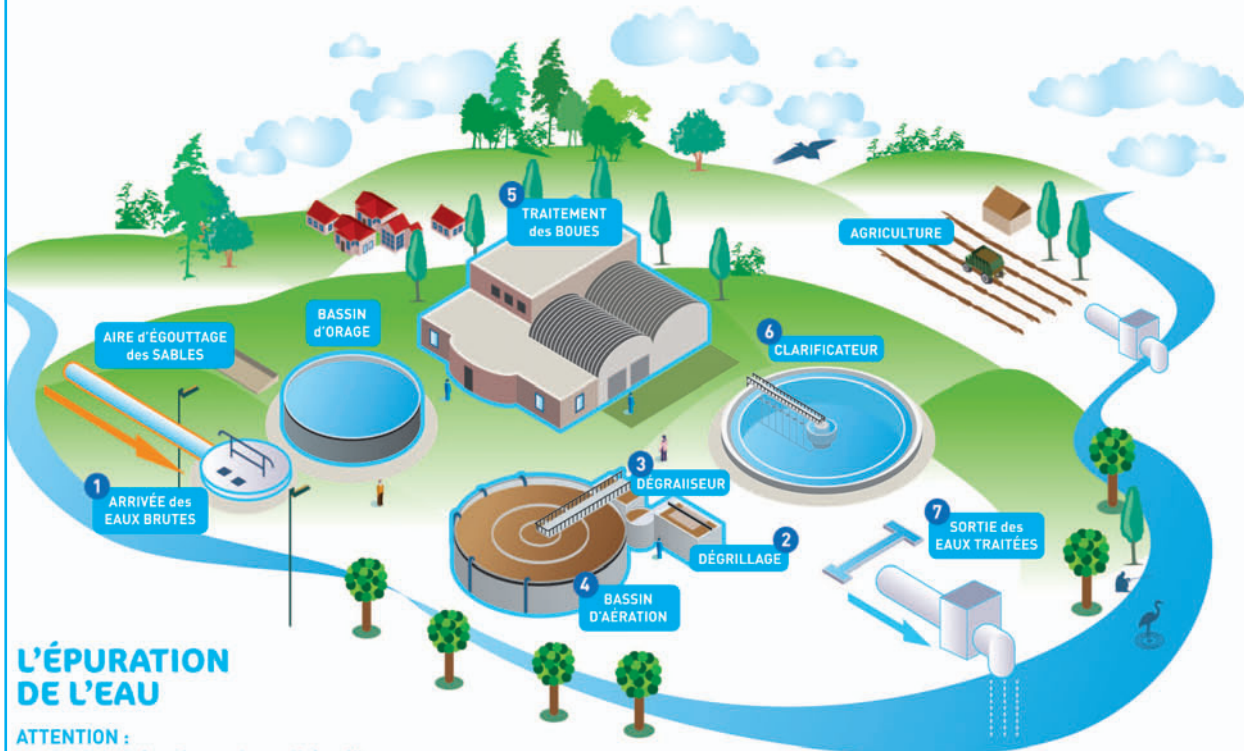 5
TRAITEMENT
des BOUES
AGRICULTURE
BASSIN
d'ORAGE
AIRE d'ÉGOUTTAGE
des SABLES
6
CLARIFICATEUR
1
ARRIVÉE des
EAUX BRUTES
3
DÉGRAIISEUR
2
DÉGRILLAGE
7
SORTIE des
EAUX TRAITÉES
4
BASSIN
D'AÉRATION
L'ÉPURATION
DE L'EAU
ATTENTION :